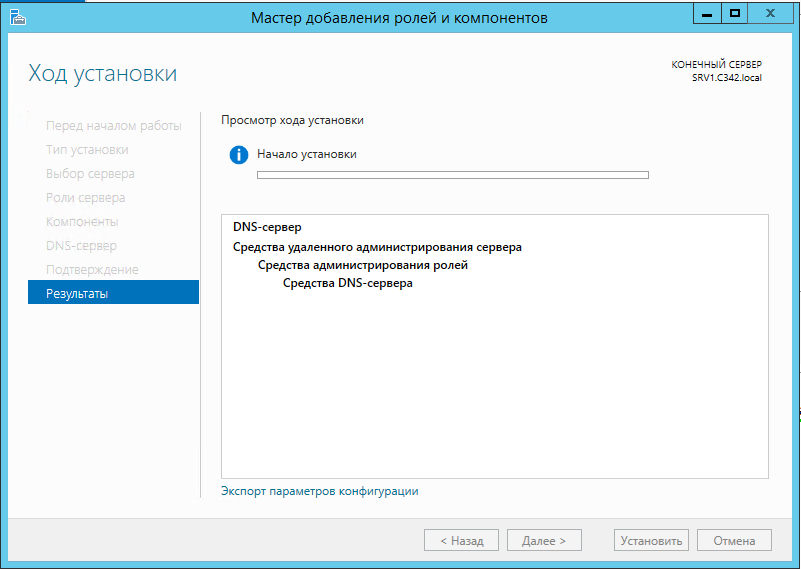 Мастер добавления ролей и компонентов
Ход установки
КОНЕЧНЫЙ СЕРВЕР
SRV1.C342.local
Перед началом работы
Тип установки
Выбор сервера
Роли сервера
Компоненты
DNS-сервер
Подтверждение
Результаты
Просмотр хода установки
Начало установки
DNS-сервер
Средства удаленного администрирования сервера
Средства администрирования ролей
Средства DNS-сервера
Экспорт параметров конфигурации
< Назад
Далее >
Установить
Отмена